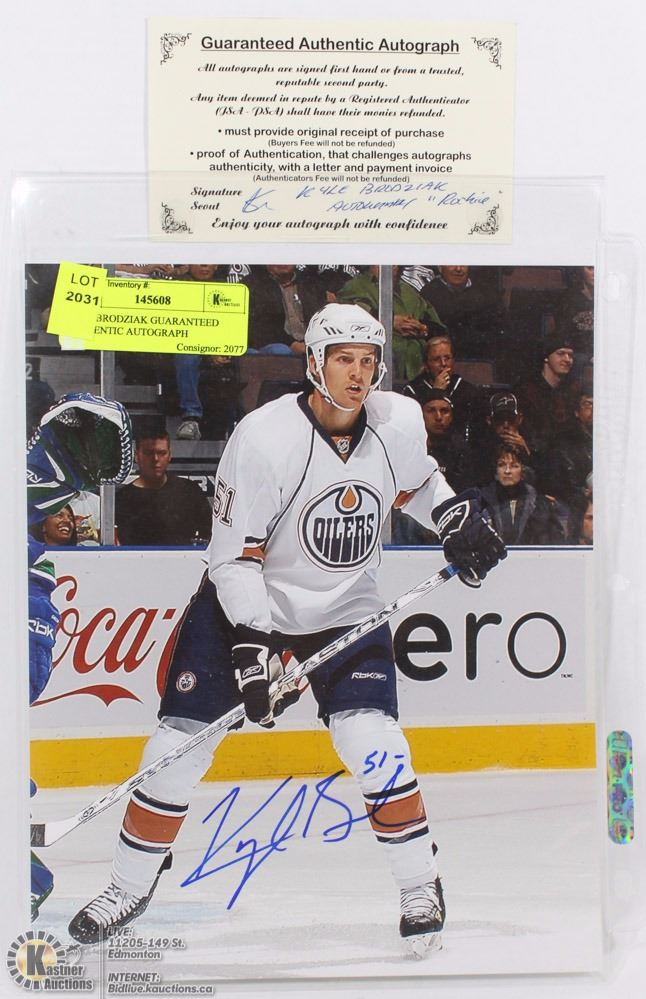 Guaranteed Authentic Autograph
All autographs are signed first hand or from a trusted,
reputable second party.
Any item deemed in repute by a Registered Authenticator
(JSA - PSA) shall have their monies refunded.
• must provide original receipt of purchase
(Buyers Fee will not be refunded)
• proof of Authentication, that challenges autographs
authenticity, with a letter and payment invoice
(Authenticators Fee will not be refunded)
Signature KYLE BRODZIAK
Scout "Rookie"
Enjoy your autograph with confidence
LOT
2031
Inventory #:
145608
Kastner
Auctions
BRODZIAK GUARANTEED
ENTIC AUTOGRAPH
Consignor: 2077
51
OILERS
Coca
ero
rbk
RBK
EASTON
51
LIVE:
11205-149 St.
Edmonton
INTERNET:
Bidlive.kauctions.ca
Kastner
Auctions